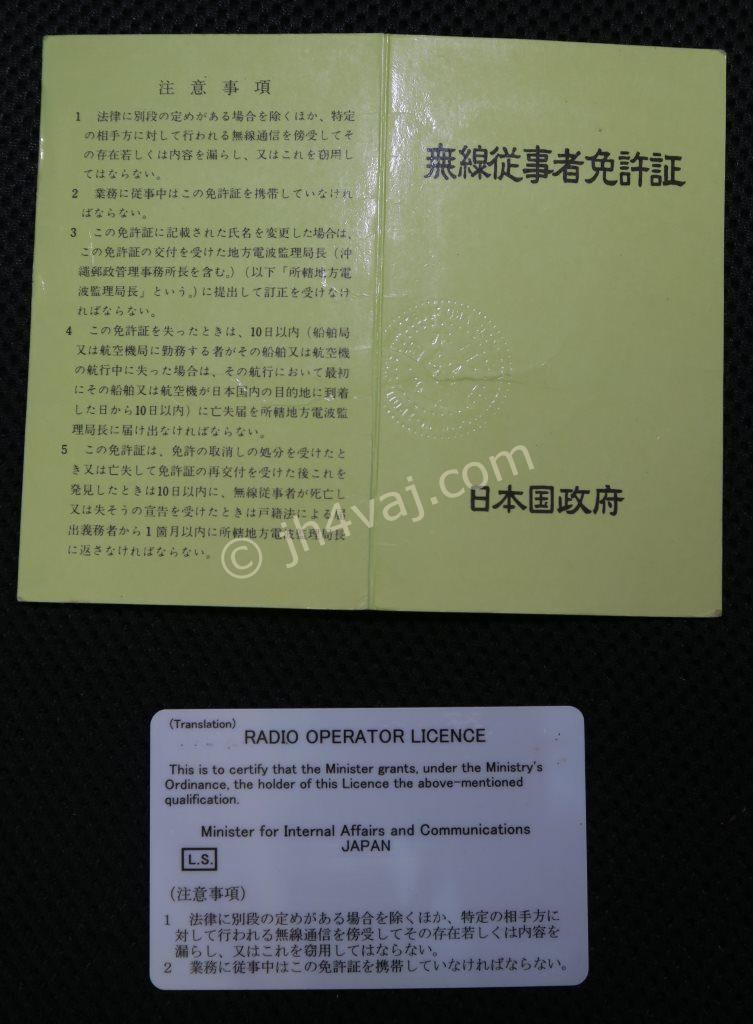 注意事項
1 法律に別段の定めがある場合を除くほか、特定
の相手方に対して行われる無線通信を傍受してそ
の存在若しくは内容を漏らし、又はこれを窃用し
てはならない。
2 業務に従事中はこの免許証を携帯していなけれ
ばならない。
3 この免許証に記載された氏名を変更した場合は、
この免許証の交付を受けた地方電波監理局長（沖
縄郵政管理事務所長を含む。）（以下「所轄地方電
波監理局長」という。）に提出して訂正を受けなけ
ればならない。
4 この免許証を失ったときは、10日以内（船舶局
又は航空機局に勤務する者がその船舶又は航空機
の航行中に失った場合は、その航行において最初
にその船舶又は航空機が日本国内の目的地に到着
した日から10日以内）に亡失届を所轄地方電波監
理局長に届け出なければならない。
5 この免許証は、免許の取消しの処分を受けたと
き又は亡失して免許証の再交付を受けた後これを
発見したときは10日以内に、無線従事者が死亡し
又は失そうの宣告を受けたときは戸籍法による届
出義務者から1箇月以内に所轄地方電波監理局長
に返さなければならない。
無線従事者免許証
日本国政府
© jh4vaj.com
(Translation)
RADIO OPERATOR LICENCE
This is to certify that the Minister grants, under the Ministry's
Ordinance, the holder of this Licence the above-mentioned
qualification.
Minister for Internal Affairs and Communications
JAPAN
L.S.
(注意事項)
1 法律に別段の定めがある場合を除くほか、特定の相手方に
対して行われる無線通信を傍受してその存在若しくは内容を
漏らし、又はこれを窃用してはならない。
2 業務に従事中はこの免許証を携帯していなければならない。